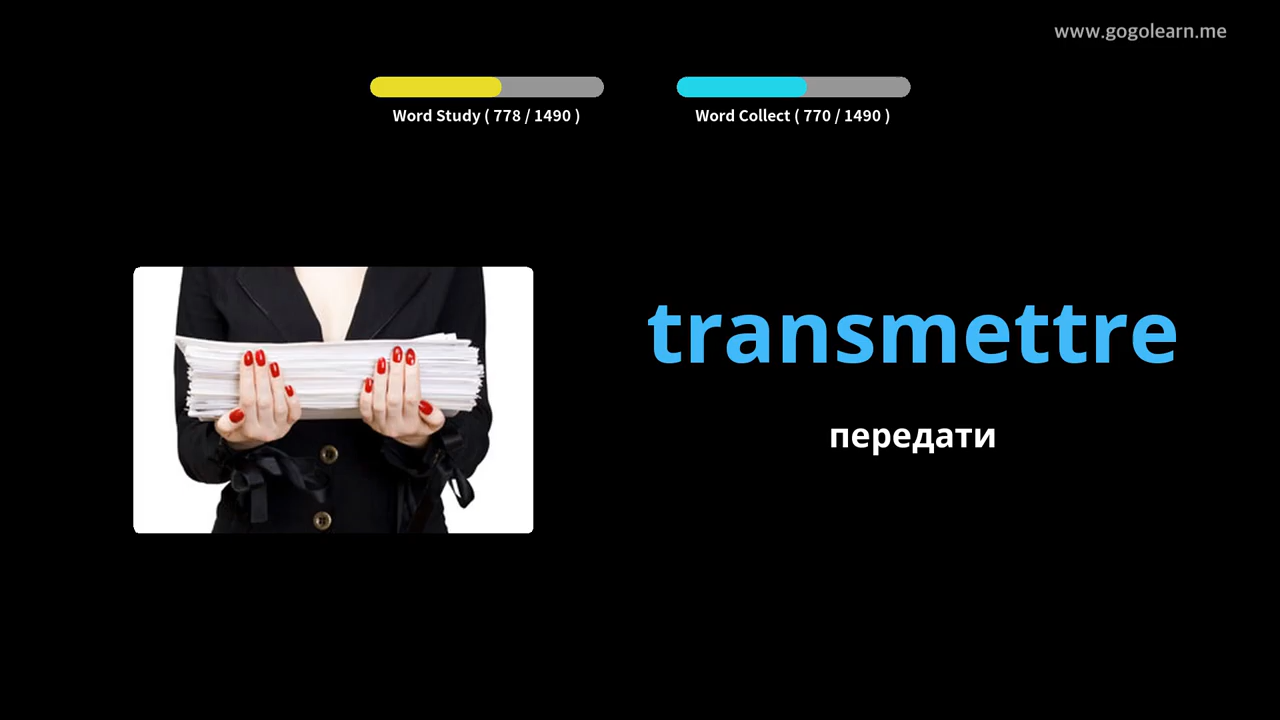 www.gogolearn.me
Word Study ( 778 / 1490 )
Word Collect ( 770 / 1490 )
transmettre
передати